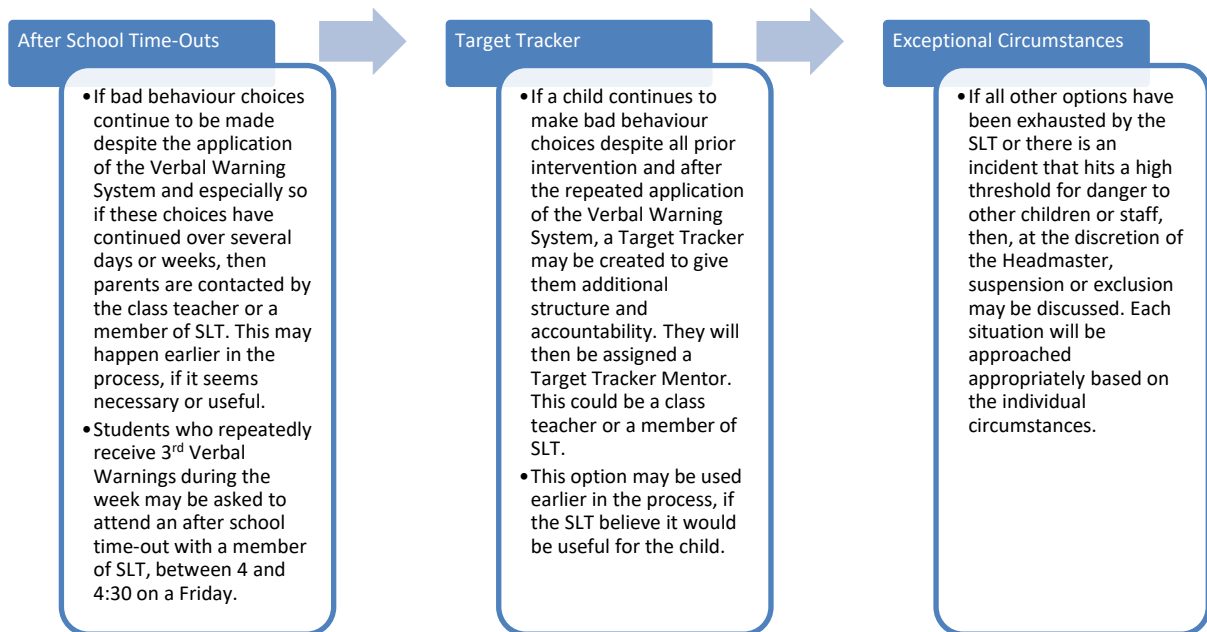 After School Time-Outs
•If bad behaviour choices
continue to be made
despite the application
of the Verbal Warning
System and especially so
if these choices have
continued over several
days or weeks, then
parents are contacted by
the class teacher or a
member of SLT. This may
happen earlier in the
process, if it seems
necessary or useful.
•Students who repeatedly
receive 3rd Verbal
Warnings during the
week may be asked to
attend an after school
time-out with a member
of SLT, between 4 and
4:30 on a Friday.
Target Tracker
•If a child continues to
make bad behaviour
choices despite all prior
intervention and after
the repeated application
of the Verbal Warning
System, a Target Tracker
may be created to give
them additional
structure and
accountability. They will
then be assigned a
Target Tracker Mentor.
This could be a class
teacher or a member of
SLT.
•This option may be used
earlier in the process, if
the SLT believe it would
be useful for the child.
Exceptional Circumstances
•If all other options have
been exhausted by the
SLT or there is an
incident that hits a high
threshold for danger to
other children or staff,
then, at the discretion of
the Headmaster,
suspension or exclusion
may be discussed. Each
situation will be
approached
appropriately based on
the individual
circumstances.